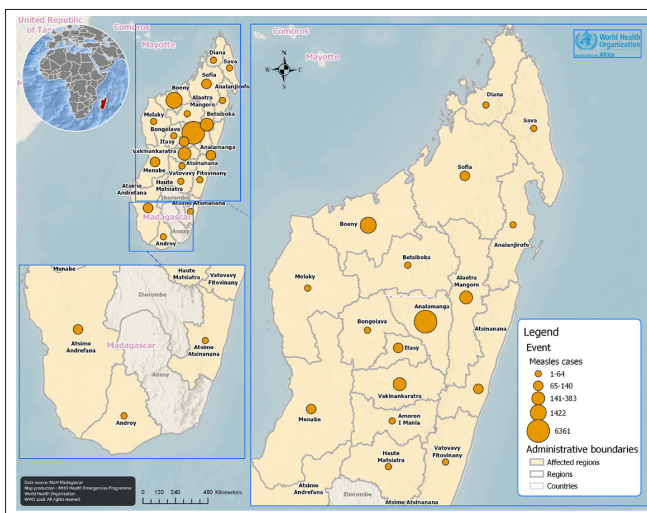 United Republic
of Tan
Comoros
Mayotte
Diana
Sava
Sofia
Analanjirofo
Boeny
Alaotra
Mangoro
Melaky
Betsiboka
Bongolava
Itasy
Vakinankaratra
Analamanga
Menabe
Atsinanana
Vatovavy Fitovinany
Haute
Matsiatra
Atsimo
Andrefana
Ihorombe
Atsimo Atsinanana
Madagascar
Anosy
Androy
Comoros
Mayotte
N
W
E
S
World Health
Organization
Africa
Diana
Sava
Sofia
Boeny
Analanjirofo
Betsiboka
Melaky
Alaotra
Mangoro
Analamanga
Bongolava
Atsinanana
Itasy
Vakinankaratra
Menabe
Amoron
I Mania
Haute
Matsiatra
Vatovavy
Fitovinany
Atsimo
Andrefana
Ihorombe
Atsimo Atsinanana
Menabe
Haute
Matsiatra
Vatovavy
Fitovinany
Ihorombe
Madagascar
Atsimo
Andrefana
Atsimo
Atsinanana
Anosy
Androy
Legend
Event
Measles cases
1-64
65-140
141-383
1422
6361
Administrative boundaries
Affected regions
Regions
Countries
Data source: MoH Madagascar
Map production : WHO Health Emergencies Programme
World Health Organization
WHO 2018. All rights reserved.
0 120 240 480 Kilometers